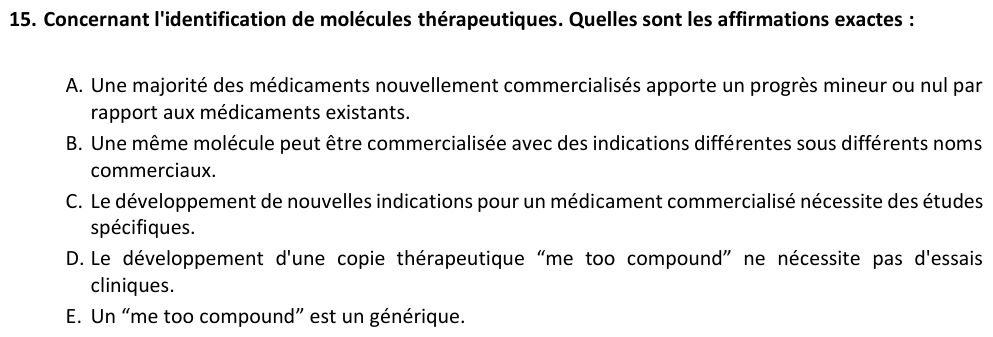 15. Concernant l'identification de molécules thérapeutiques. Quelles sont les affirmations exactes :
A. Une majorité des médicaments nouvellement commercialisés apporte un progrès mineur ou nul par
rapport aux médicaments existants.
B. Une même molécule peut être commercialisée avec des indications différentes sous différents noms
commerciaux.
C. Le développement de nouvelles indications pour un médicament commercialisé nécessite des études
spécifiques.
D. Le développement d'une copie thérapeutique “me too compound” ne nécessite pas d'essais
cliniques.
E. Un “me too compound” est un générique.